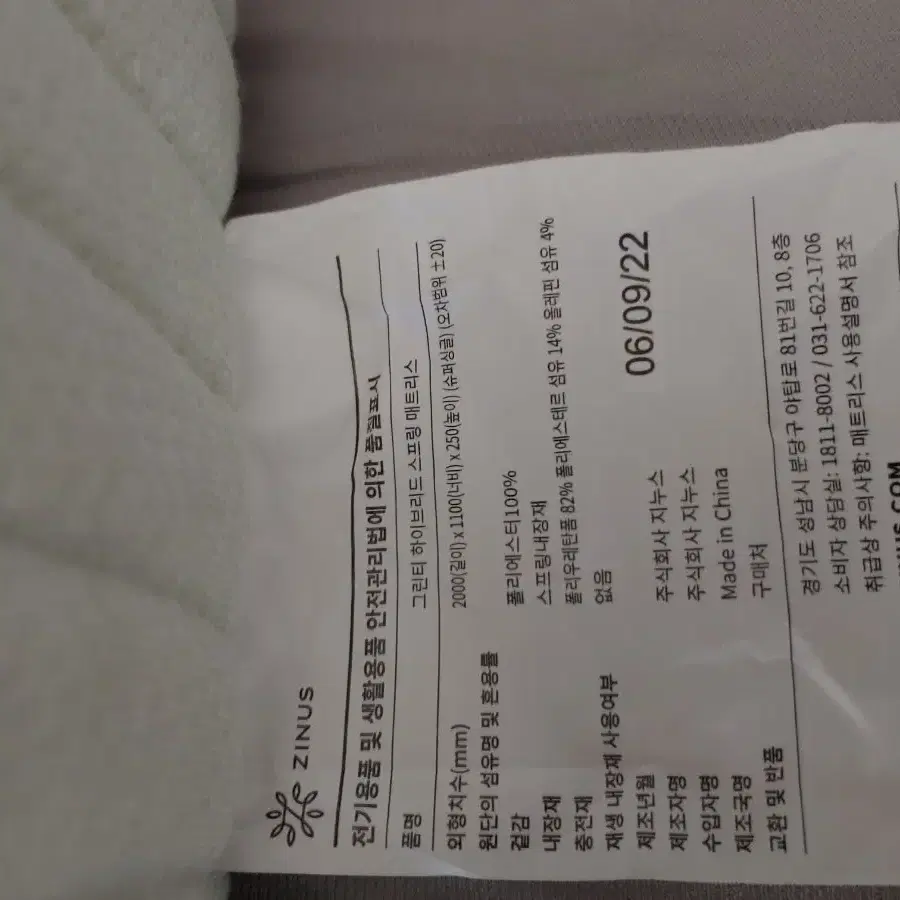 ZINUS
전기용품 및 생활용품 안전관리법에 의한 품질표시
품명 그린티 하이브리드 스프링 매트리스
외형치수(mm) 2000(길이) x 1100(너비) x 250(높이) (슈퍼싱글) (오차범위 ±20)
원단의 섬유명 및 혼용률
겉감 폴리에스터100%
내장재 스프링내장재
충전재 폴리우레탄폼 82% 폴리에스테르 섬유 14% 올레핀 섬유 4%
재생 내장재 사용여부 없음
제조년월 06/09/22
제조자명 주식회사 지누스
수입자명 주식회사 지누스
제조국명 Made in China
교환 및 반품 구매처
경기도 성남시 분당구 야탑로 81번길 10, 8층
소비자 상담실: 1811-8002 / 031-622-1706
취급상 주의사항: 매트리스 사용설명서 참조